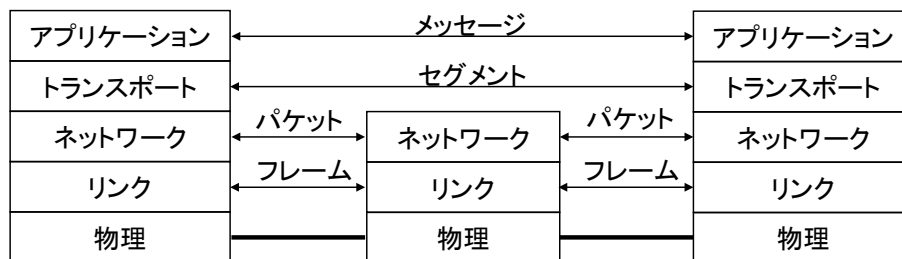 アプリケーション メッセージ アプリケーション
トランスポート セグメント トランスポート
ネットワーク パケット ネットワーク パケット ネットワーク
リンク フレーム リンク フレーム リンク
物理 物理 物理